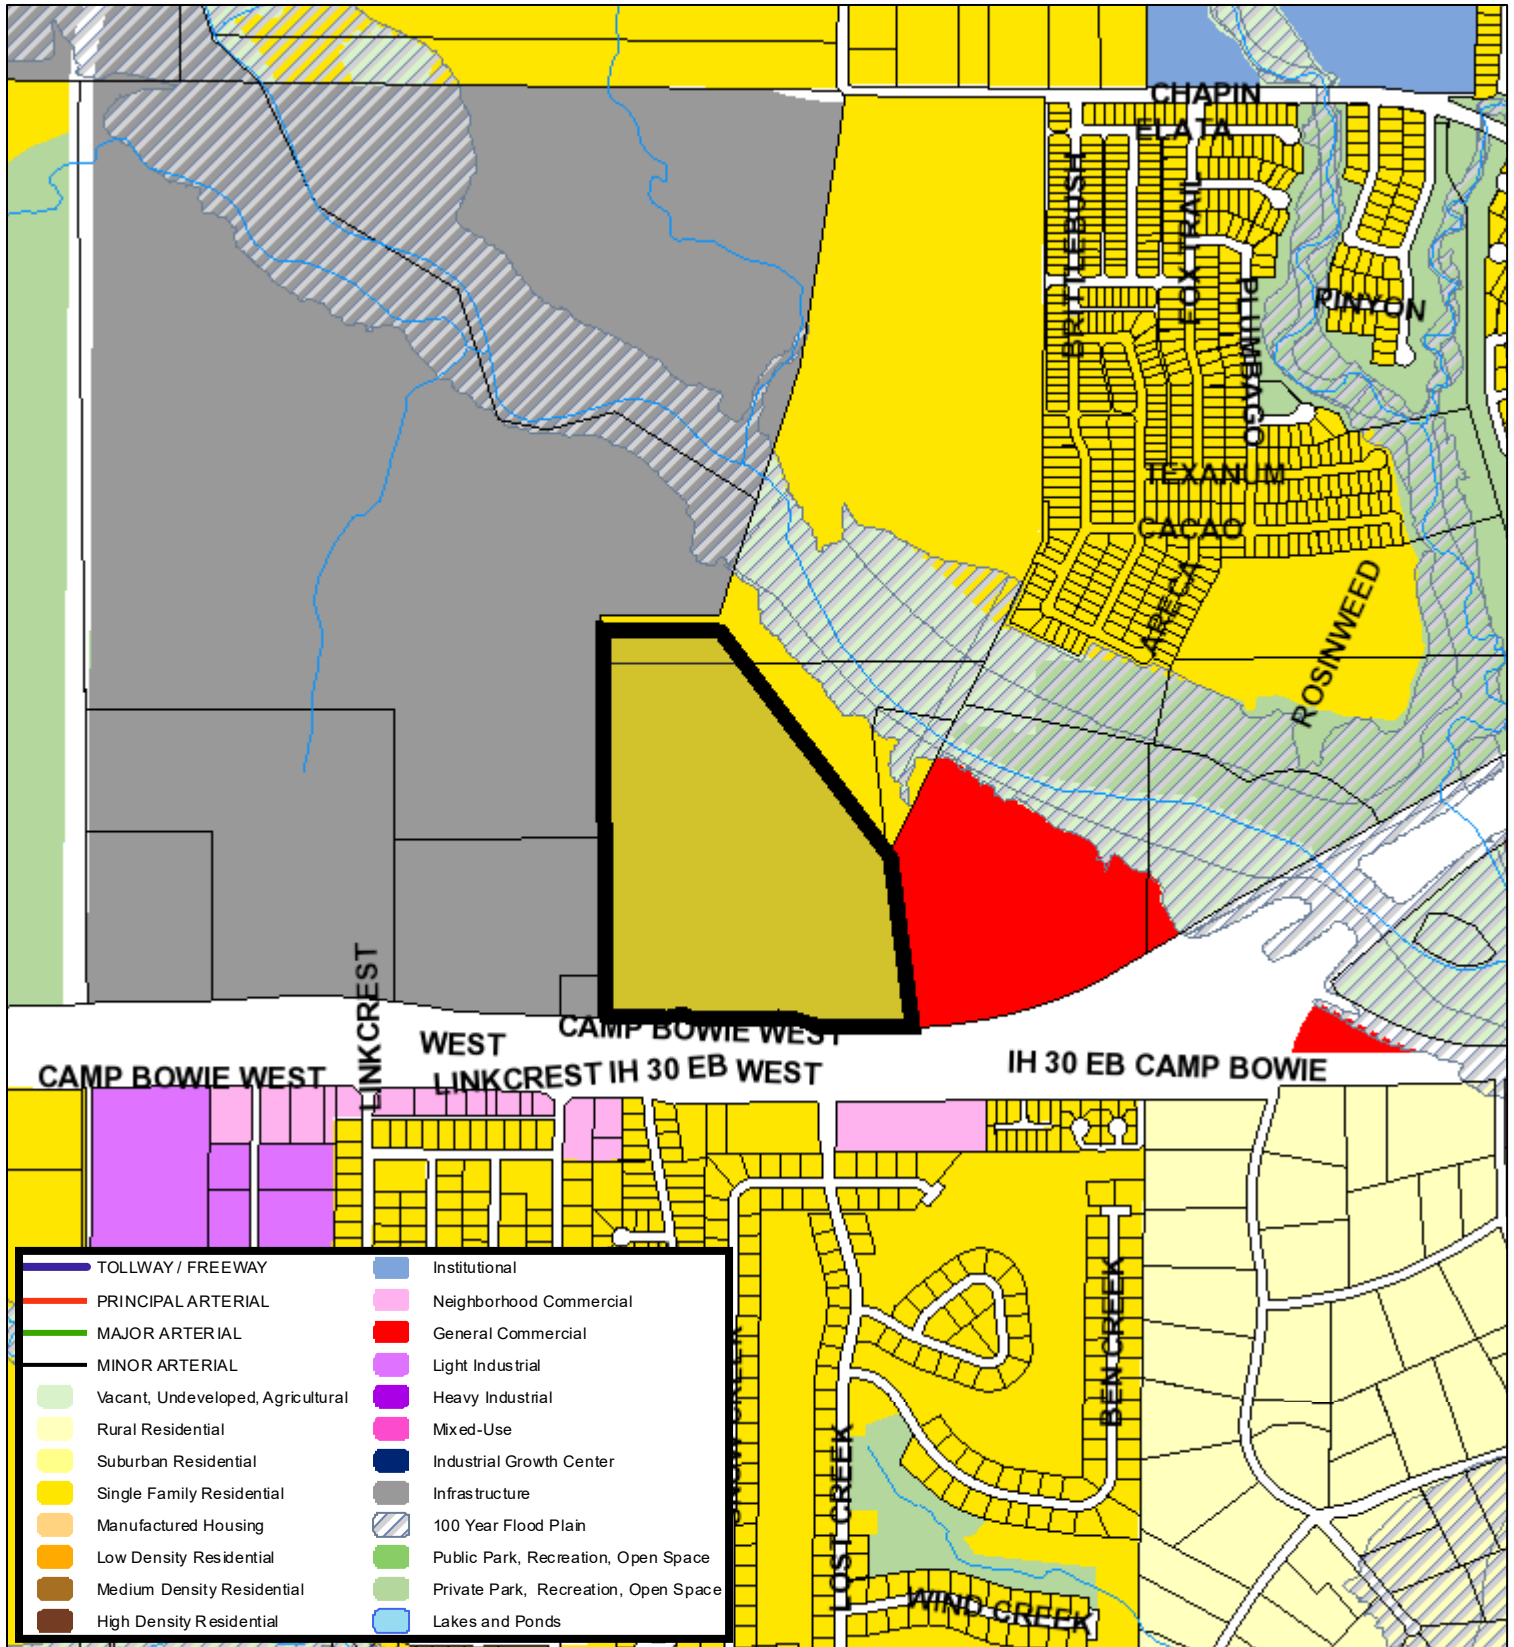 CHAPIN
ELATA
BRITTLEBUSH
FOX TRAIL
PLUMBAGO
PINYON
TEXANUM
CACAO
ARECA
ROSINWEED
LINKCREST
CAMP BOWIE WEST
WEST
CAMP BOWIE WEST
LINKCREST IH 30 EB WEST
IH 30 EB CAMP BOWIE
BEN CREEK
LOST CREEK
WIND CREEK
CREEK
TOLLWAY / FREEWAY
PRINCIPAL ARTERIAL
MAJOR ARTERIAL
MINOR ARTERIAL
Vacant, Undeveloped, Agricultural
Rural Residential
Suburban Residential
Single Family Residential
Manufactured Housing
Low Density Residential
Medium Density Residential
High Density Residential
Institutional
Neighborhood Commercial
General Commercial
Light Industrial
Heavy Industrial
Mixed-Use
Industrial Growth Center
Infrastructure
100 Year Flood Plain
Public Park, Recreation, Open Space
Private Park, Recreation, Open Space
Lakes and Ponds